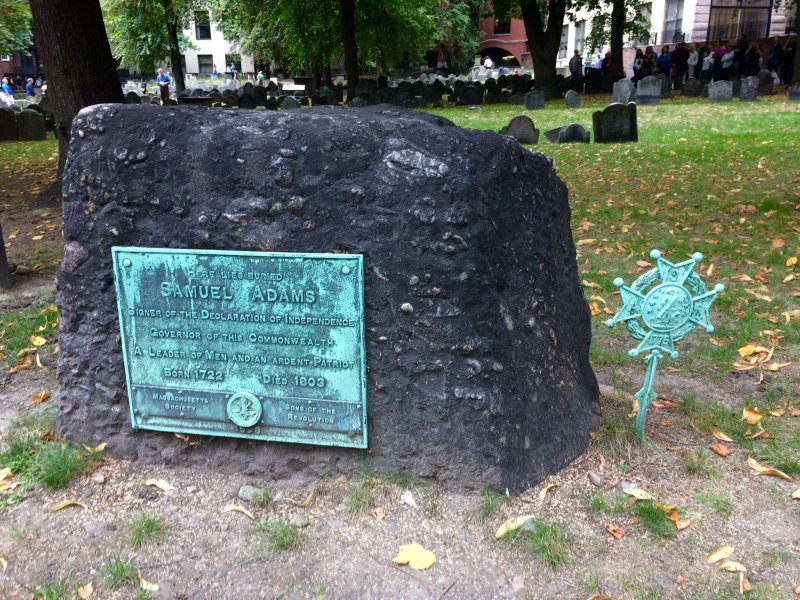 HERE LIES BURIED
SAMUEL ADAMS
SIGNER OF THE DECLARATION OF INDEPENDENCE
GOVERNOR OF THIS COMMONWEALTH
A LEADER OF MEN AND AN ARDENT PATRIOT
BORN 1722 DIED 1803
MASSACHUSETTS SONS OF THE
SOCIETY REVOLUTION